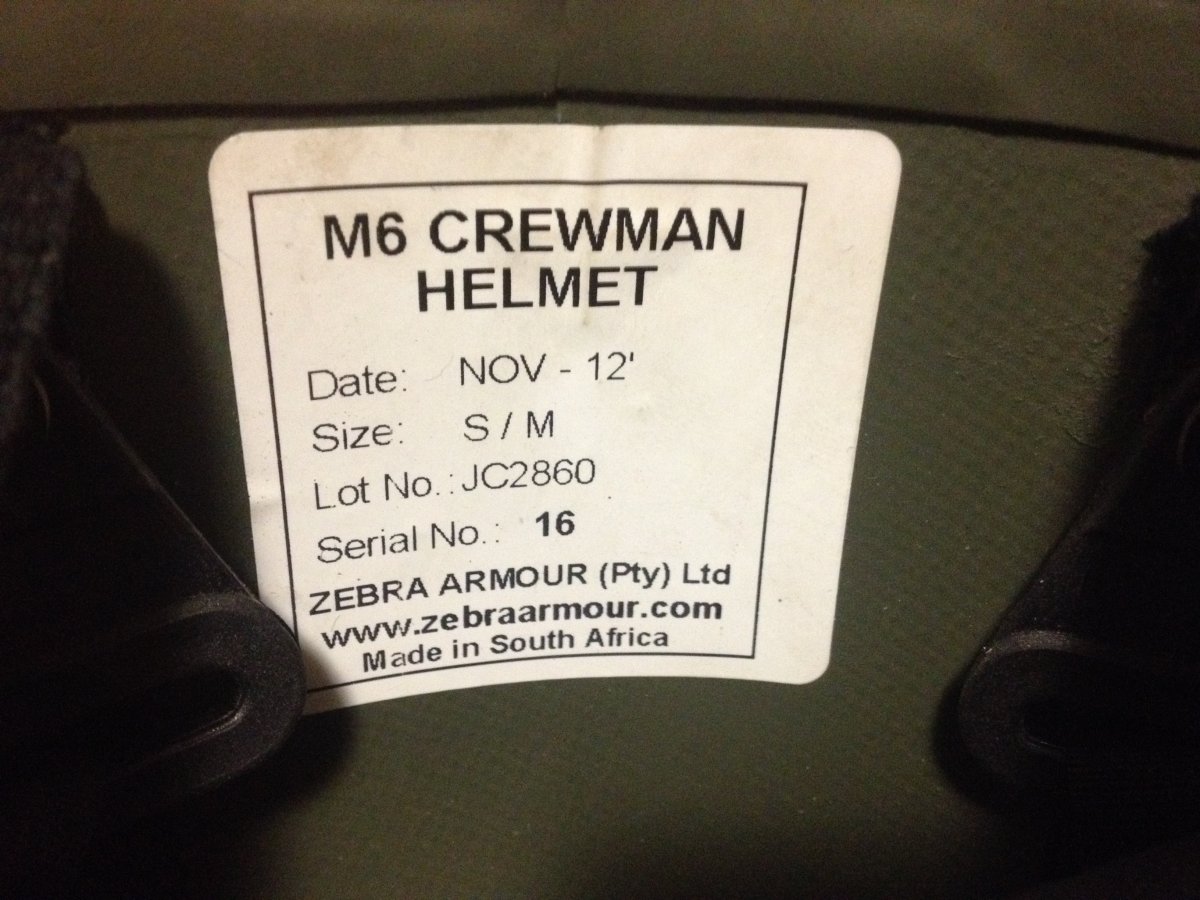 M6 CREWMAN
HELMET
Date: NOV - 12'
Size: S / M
Lot No.: JC2860
Serial No.: 16
ZEBRA ARMOUR (Pty) Ltd
www.zebraarmour.com
Made in South Africa